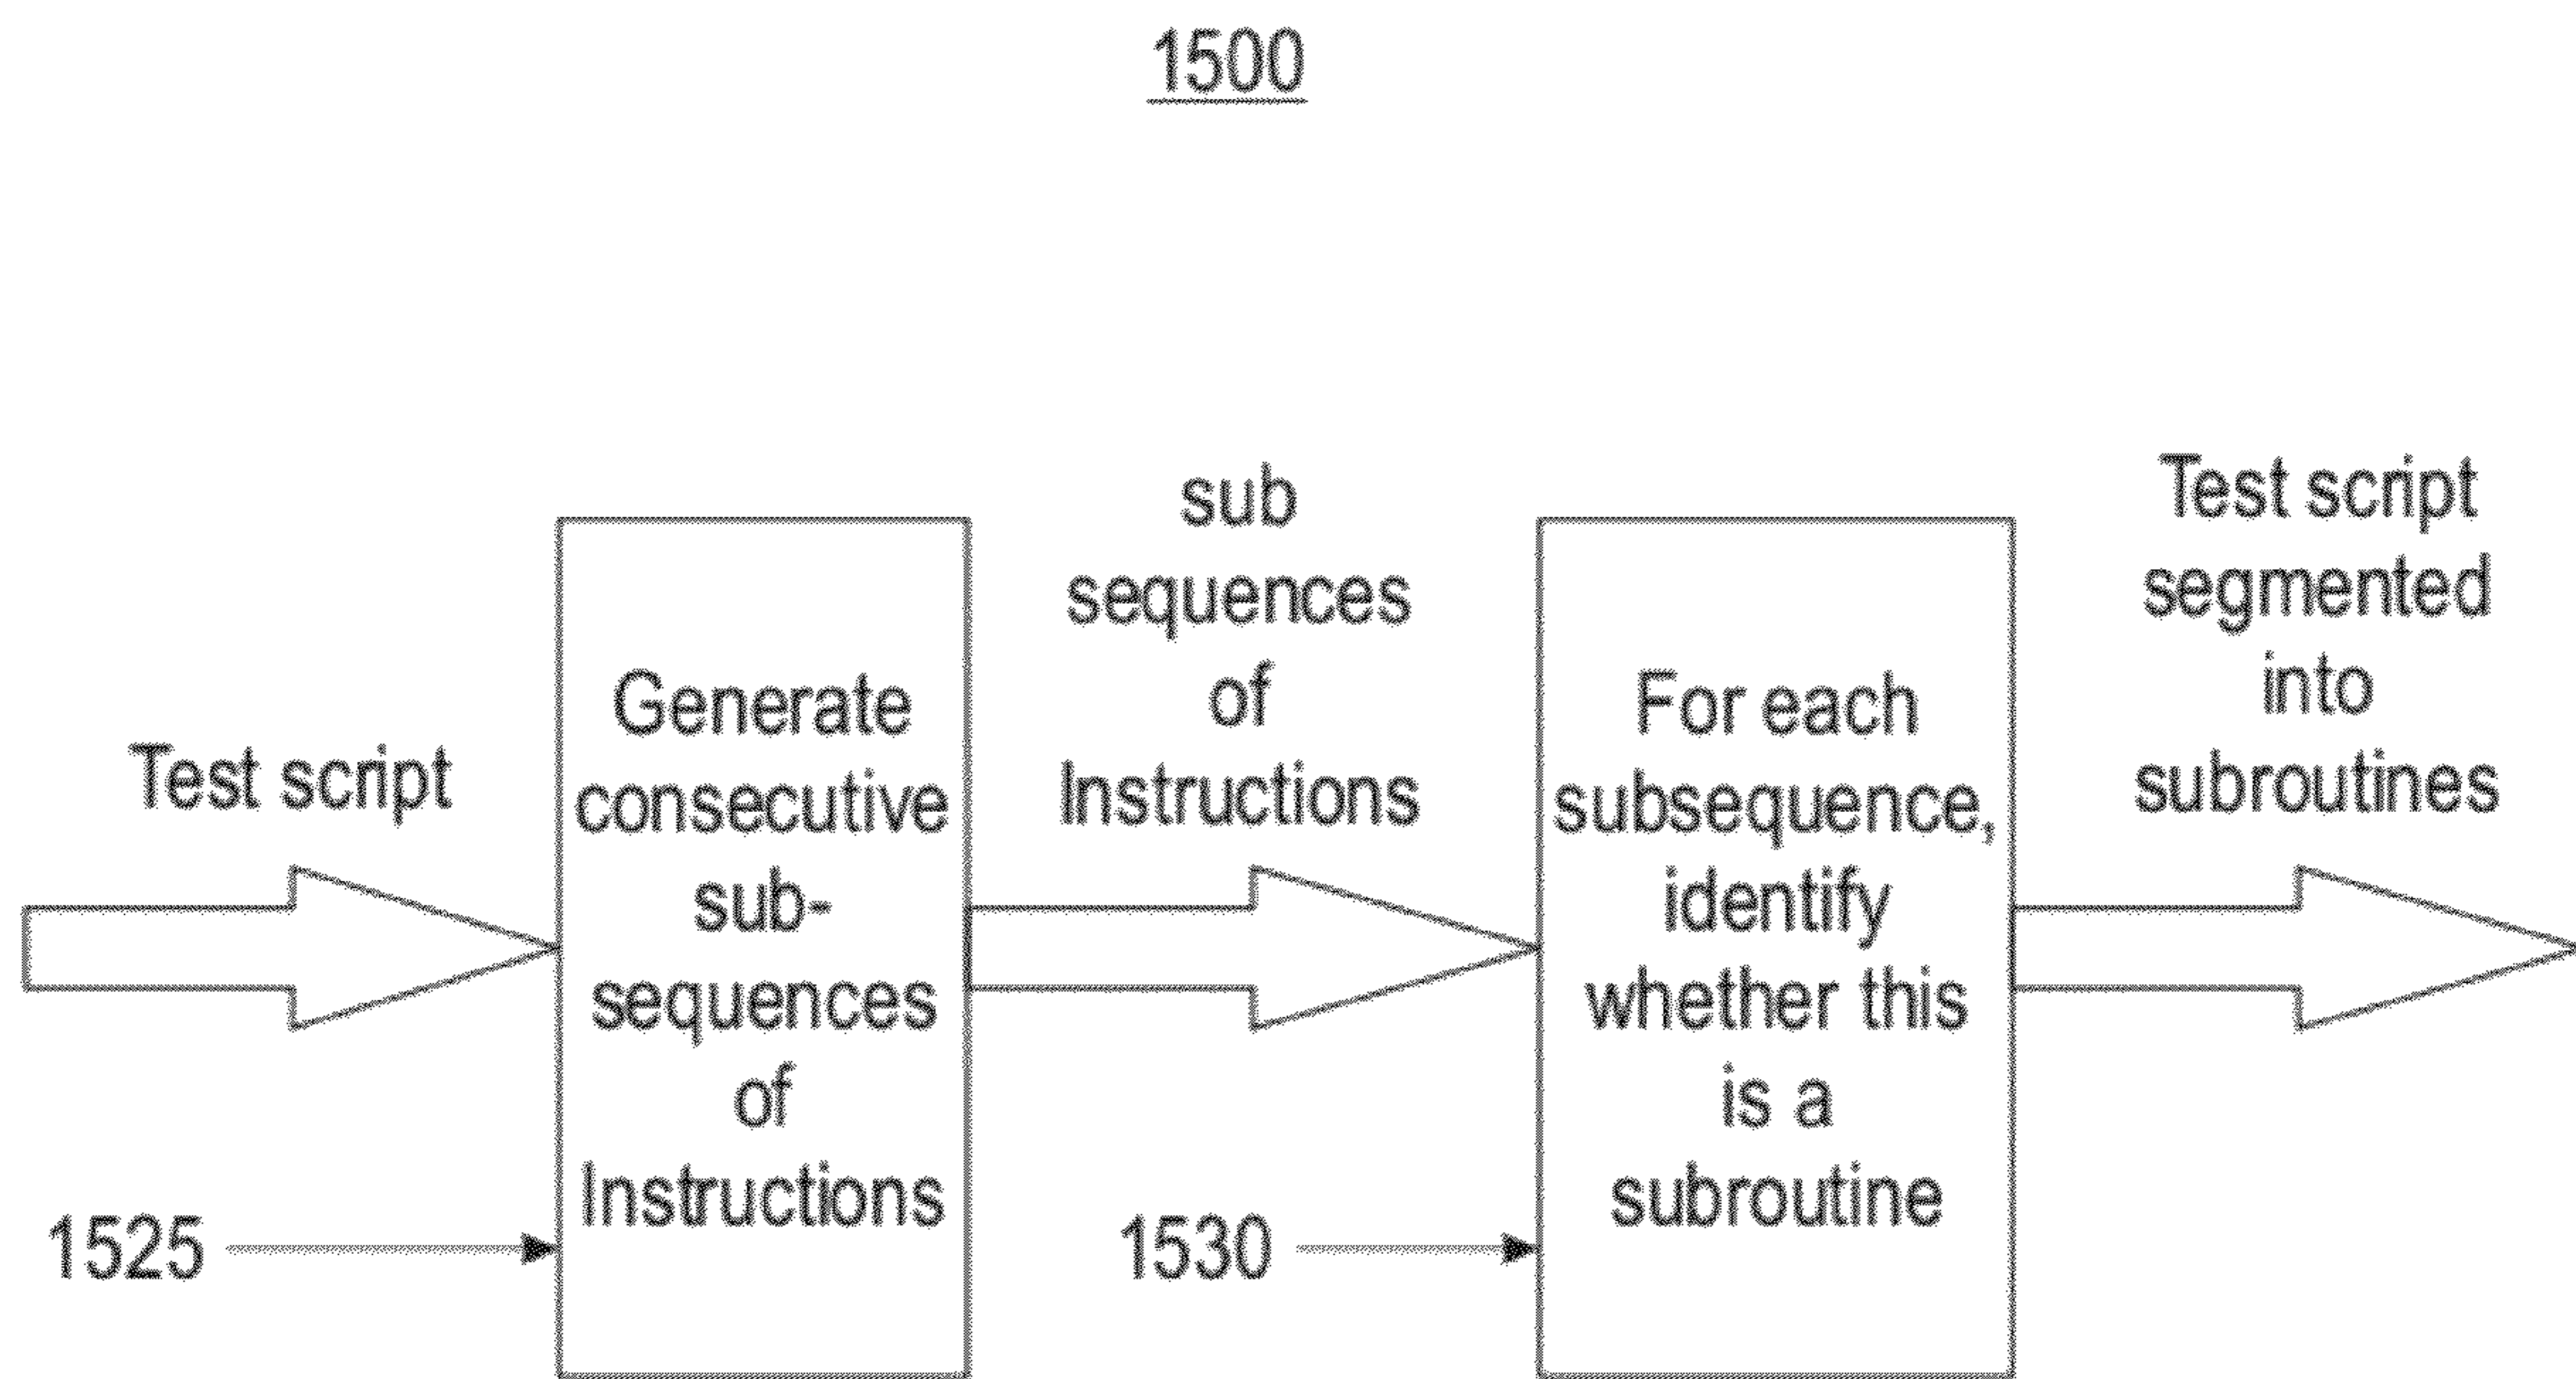 1500
Test script
1525
Generate
consecutive
sub-
sequences
of
Instructions
sub
sequences
of
Instructions
1530
For each
subsequence,
identify
whether this
is a
subroutine
Test script
segmented
into
subroutines